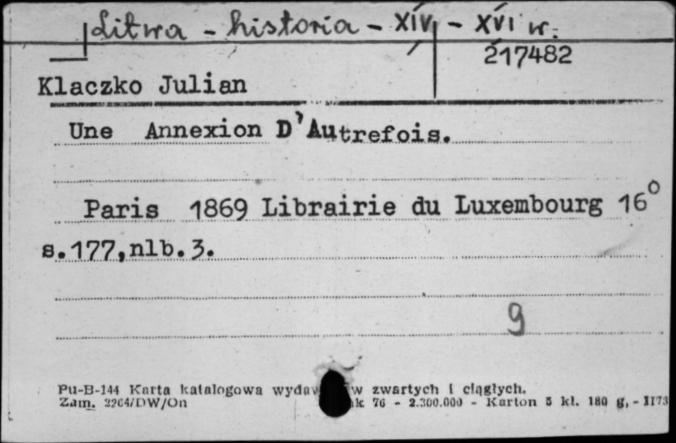 Litwa - historia - XIV - XVI w.
217482
Klaczko Julian
Une Annexion D'Autrefois.
Paris 1869 Librairie du Luxembourg 16°
s.177,nlb.3.
9
Pu-B-144 Karta katalogowa wydaw w zwartych i ciągłych.
Zam. 2204/DW/On k 76 - 2.300.000 - Karton 5 kl. 180 g, - 1173